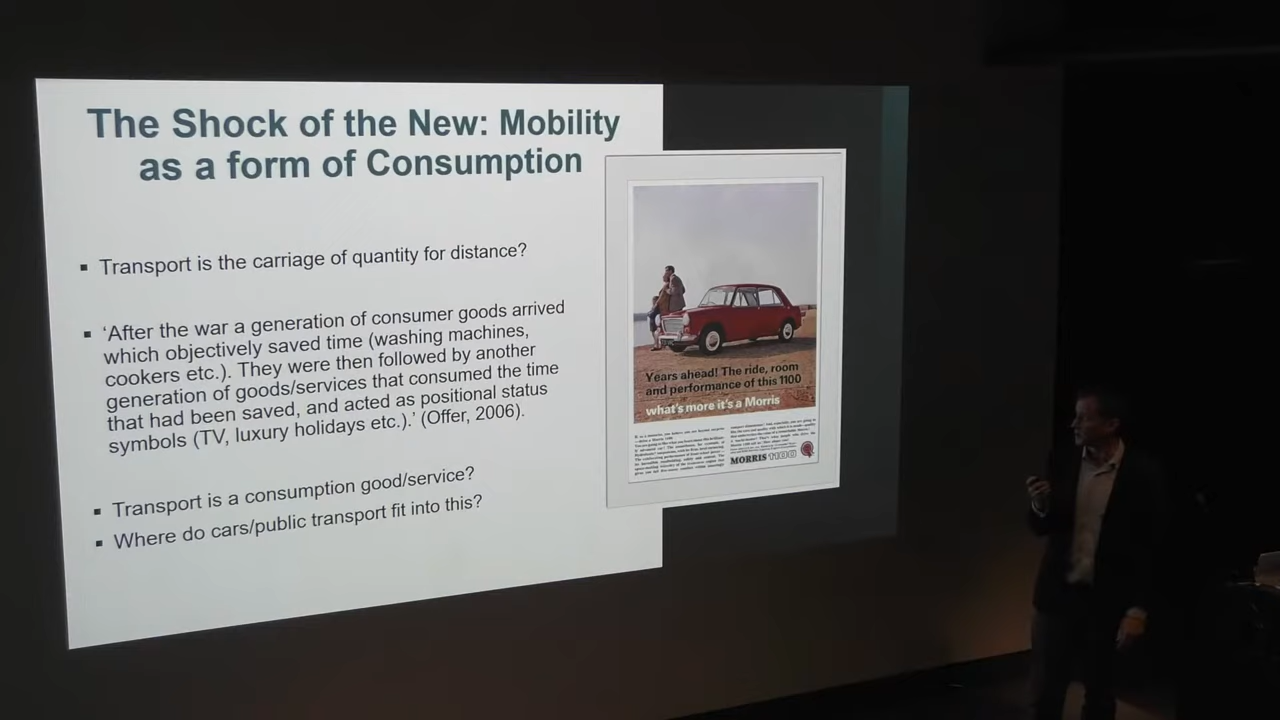 The Shock of the New: Mobility
as a form of Consumption
▪ Transport is the carriage of quantity for distance?
▪ ‘After the war a generation of consumer goods arrived
which objectively saved time (washing machines,
cookers etc.). They were then followed by another
generation of goods/services that consumed the time
that had been saved, and acted as positional status
symbols (TV, luxury holidays etc.).’ (Offer, 2006).
▪ Transport is a consumption good/service?
▪ Where do cars/public transport fit into this?
Years ahead! The ride, room
and performance of this 1100
what's more it's a Morris
MORRIS 1100